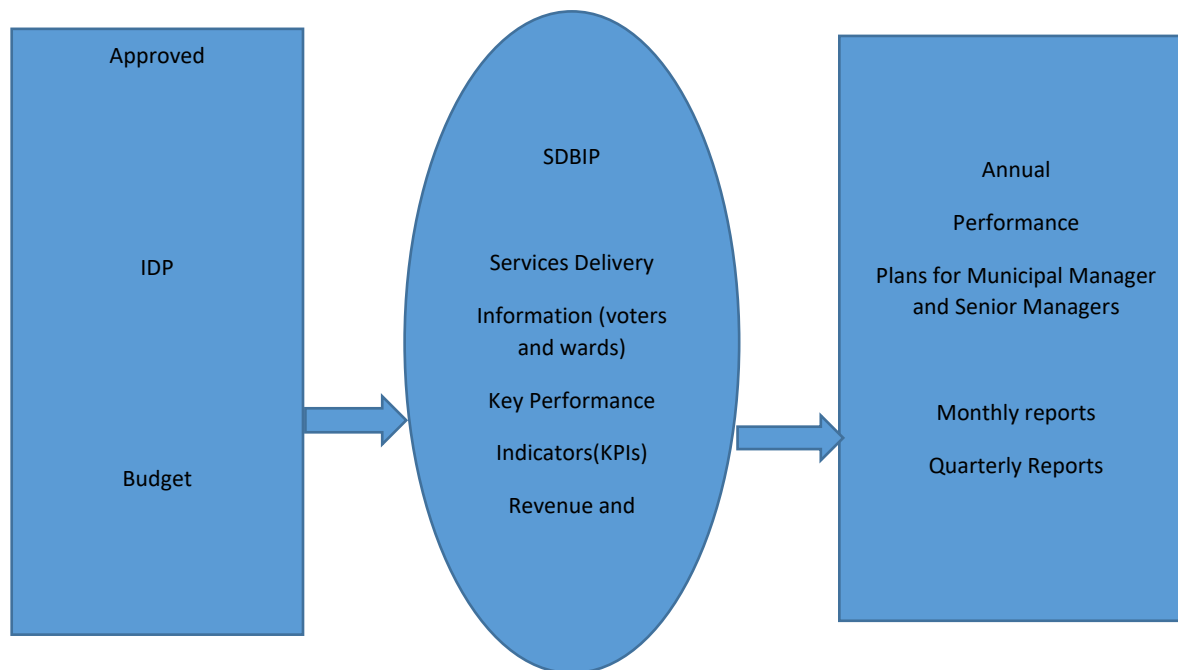 Approved
IDP
Budget
SDBIP
Services Delivery
Information (voters
and wards)
Key Performance
Indicators(KPIs)
Revenue and
Annual
Performance
Plans for Municipal Manager
and Senior Managers
Monthly reports
Quarterly Reports